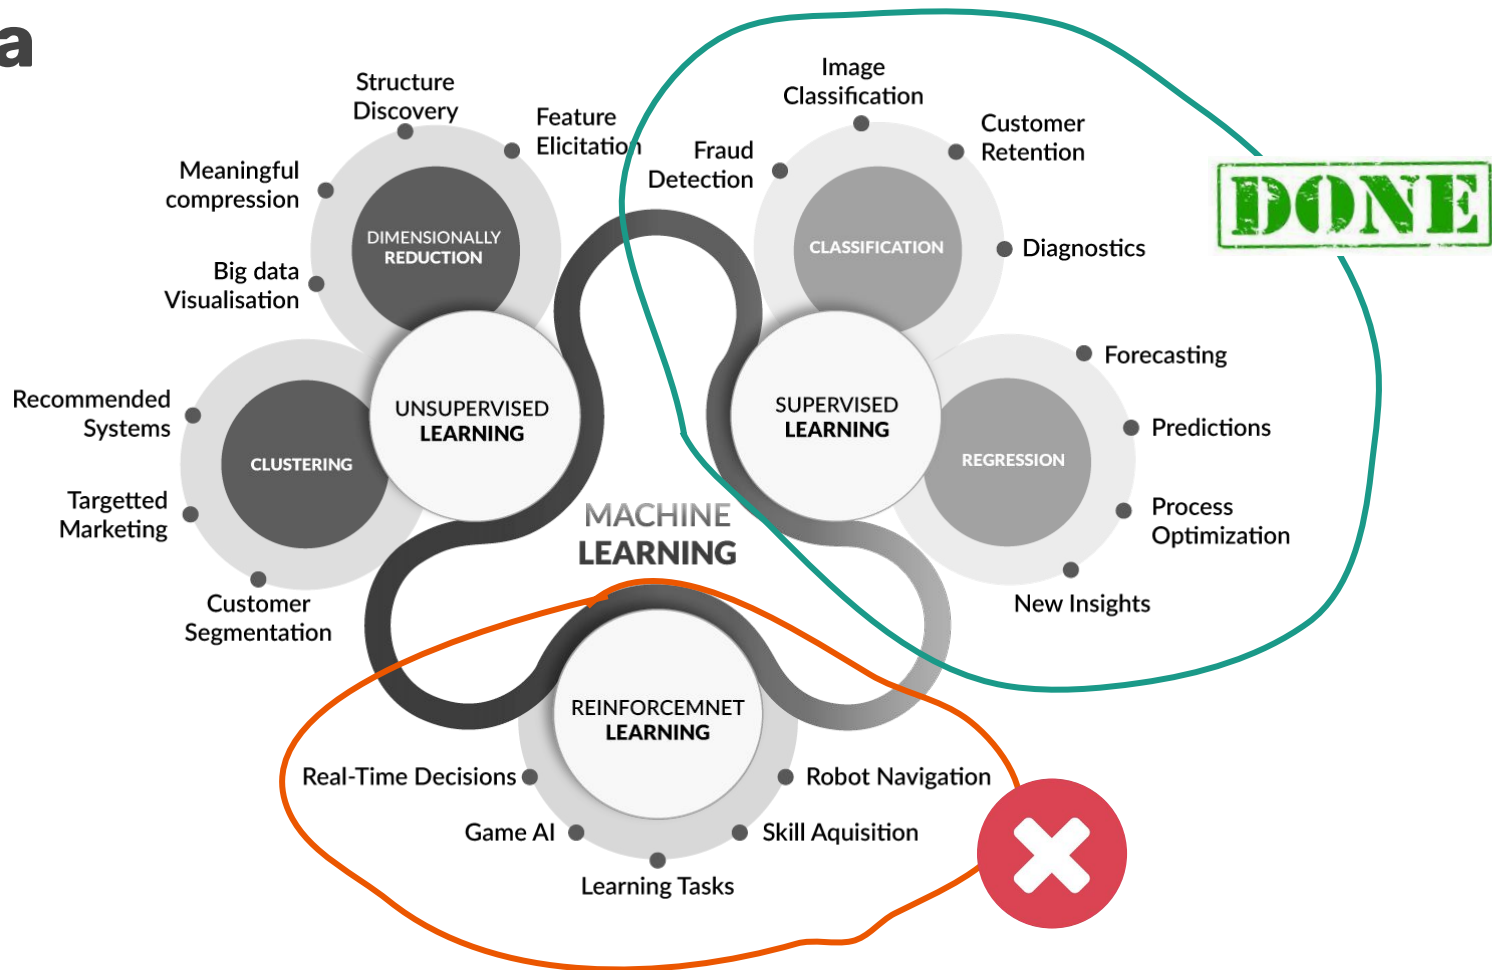 a
Structure
Discovery
Feature
Elicitation
Meaningful
compression
Big data
Visualisation
DIMENSIONALLY
REDUCTION
Recommended
Systems
Targetted
Marketing
Customer
Segmentation
CLUSTERING
UNSUPERVISED
LEARNING
Image
Classification
Customer
Retention
Fraud
Detection
Diagnostics
CLASSIFICATION
DONE
SUPERVISED
LEARNING
Forecasting
Predictions
Process
Optimization
New Insights
REGRESSION
MACHINE
LEARNING
REINFORCEMNET
LEARNING
Real-Time Decisions
Robot Navigation
Game AI
Skill Aquisition
Learning Tasks